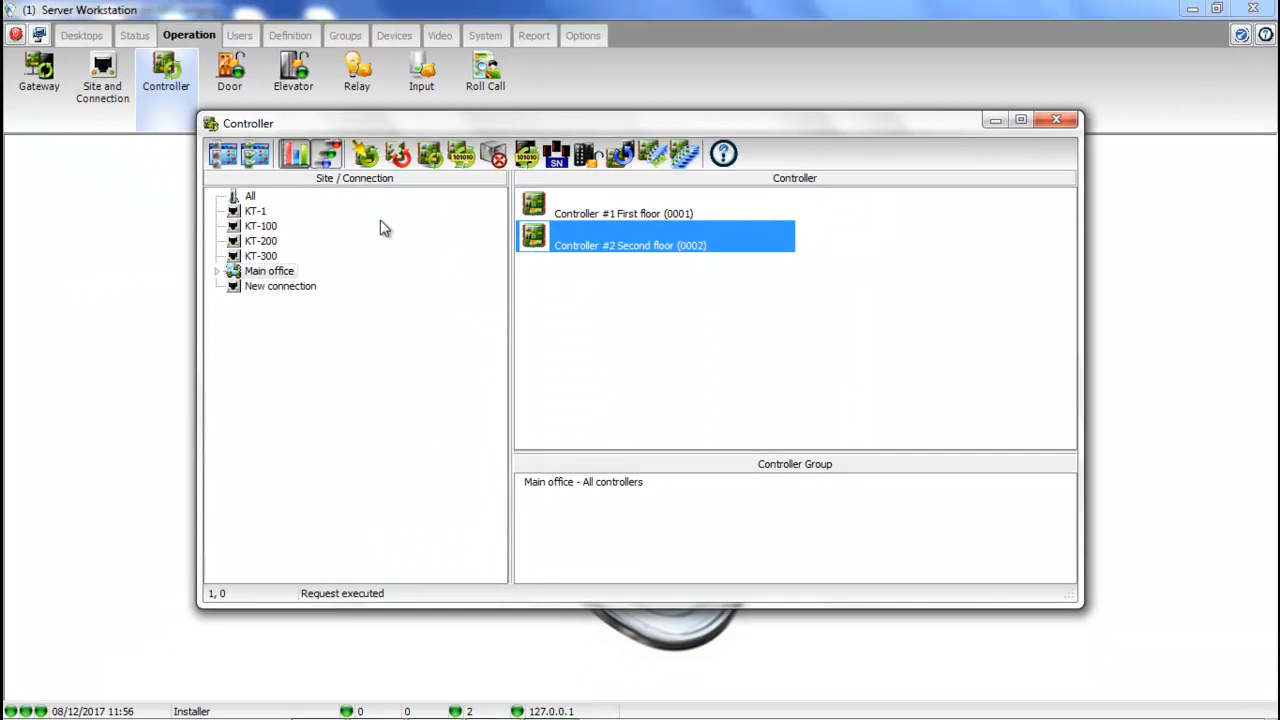 (1) Server Workstation
Desktops Status Operation Users Definition Groups Devices Video System Report Options
Gateway Site and Connection Controller Door Elevator Relay Input Roll Call
Controller
101010 101010 SN
Site / Connection
Controller
All
KT-1
KT-100
KT-200
KT-300
Main office
New connection
Controller #1 First floor (0001)
Controller #2 Second floor (0002)
Controller Group
Main office - All controllers
1, 0 Request executed
08/12/2017 11:56 Installer 0 0 2 127.0.0.1